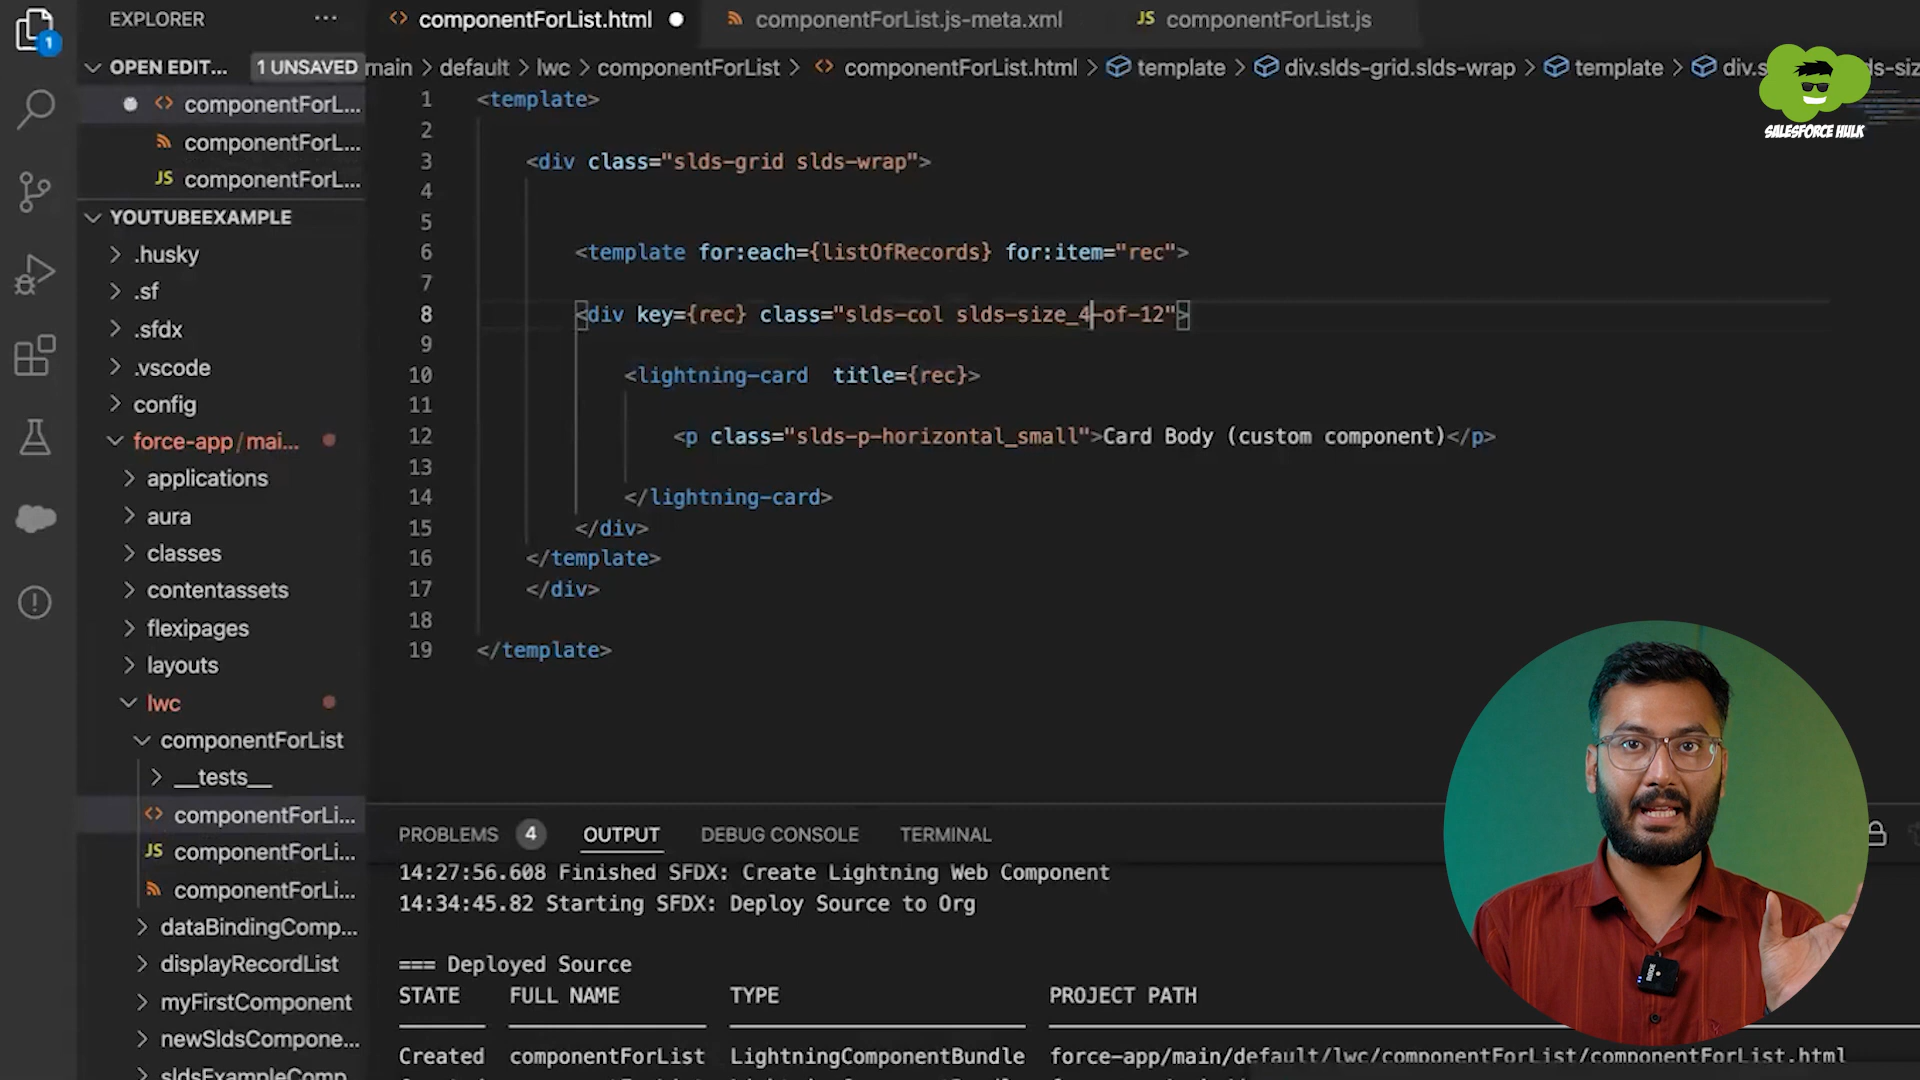 EXPLORER ...
componentForList.html
componentForList.js-meta.xml
JS componentForList.js
OPEN EDIT... 1 UNSAVED
main > default > lwc > componentForList > componentForList.html > template > div.slds-grid.slds-wrap > template >
SALESFORCE HULK
1
componentForL...
componentForL...
JS componentForL...
YOUTUBEEXAMPLE
.husky
.sf
.sfdx
.vscode
config
force-app/mai...
applications
aura
classes
contentassets
flexipages
layouts
lwc
componentForList
__tests__
componentForLi...
JS componentForLi...
componentForLi...
dataBindingComp...
displayRecordList
myFirstComponent
newSldsCompone...
sldsExampleComp
1 <template>
2
3 <div class="slds-grid slds-wrap">
4
5
6 <template for:each={listOfRecords} for:item="rec">
7
8 <div key={rec} class="slds-col slds-size_4-of-12">
9
10 <lightning-card  title={rec}>
11
12 <p class="slds-p-horizontal_small">Card Body (custom component)</p>
13
14 </lightning-card>
15 </div>
16 </template>
17 </div>
18
19 </template>
PROBLEMS 4 OUTPUT DEBUG CONSOLE TERMINAL
14:27:56.608 Finished SFDX: Create Lightning Web Component
14:34:45.82 Starting SFDX: Deploy Source to Org
=== Deployed Source
STATE FULL NAME TYPE PROJECT PATH
Created componentForList LightningComponentBundle force-app/main/default/lwc/componentForList/componentForList.html
RODE